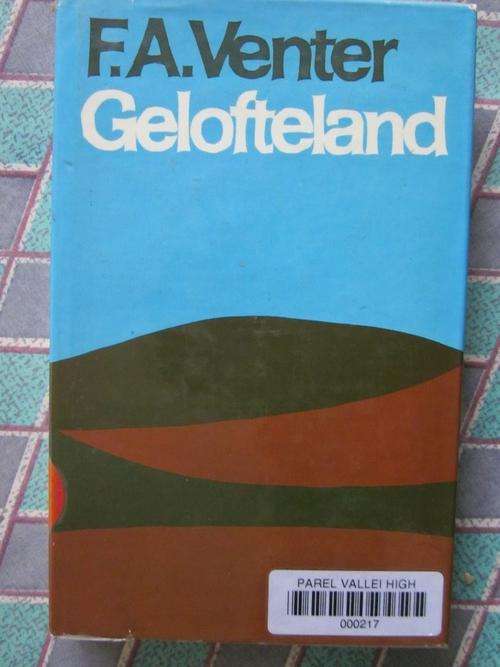 F.A.Venter
Gelofteland
PAREL VALLEI HIGH
000217